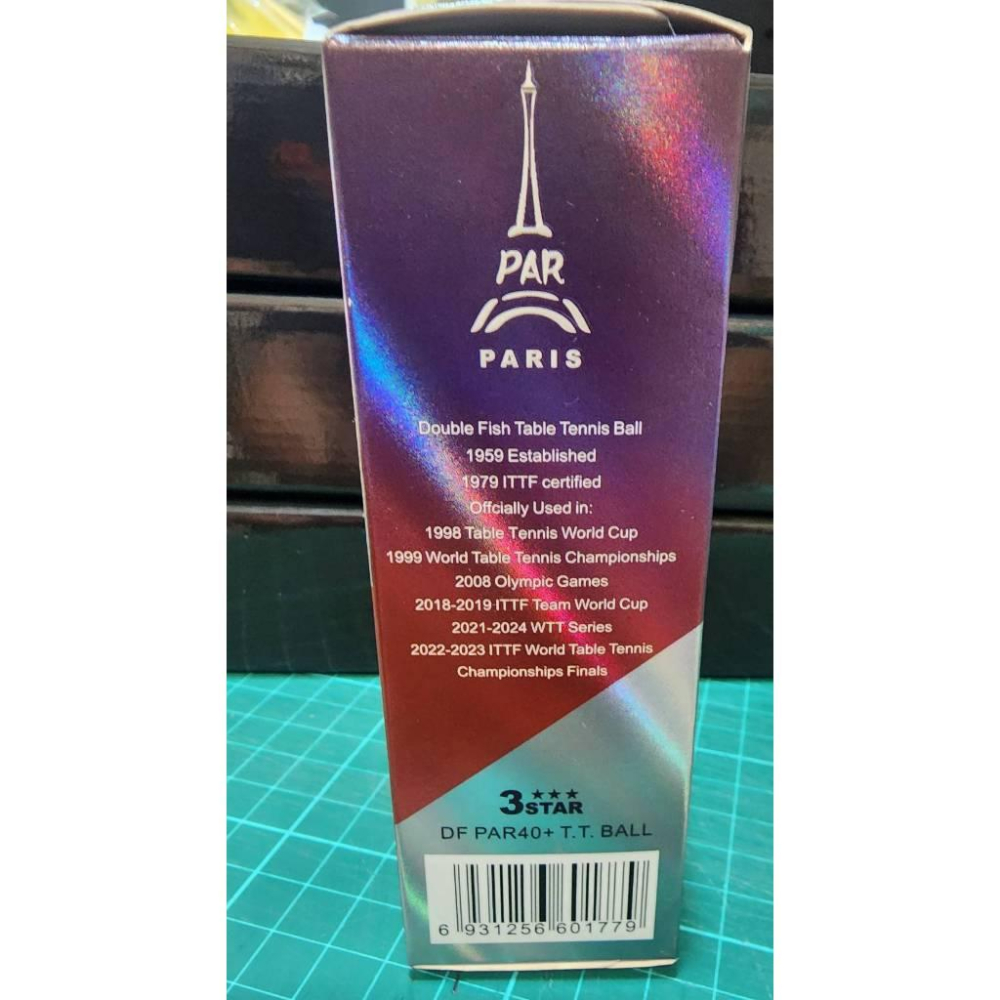 PAR
PARIS
Double Fish Table Tennis Ball
1959 Established
1979 ITTF certified
Offcially Used in:
1998 Table Tennis World Cup
1999 World Table Tennis Championships
2008 Olympic Games
2018-2019 ITTF Team World Cup
2021-2024 WTT Series
2022-2023 ITTF World Table Tennis
Championships Finals
3 STAR
DF PAR40+ T.T. BALL
6 931256 601779